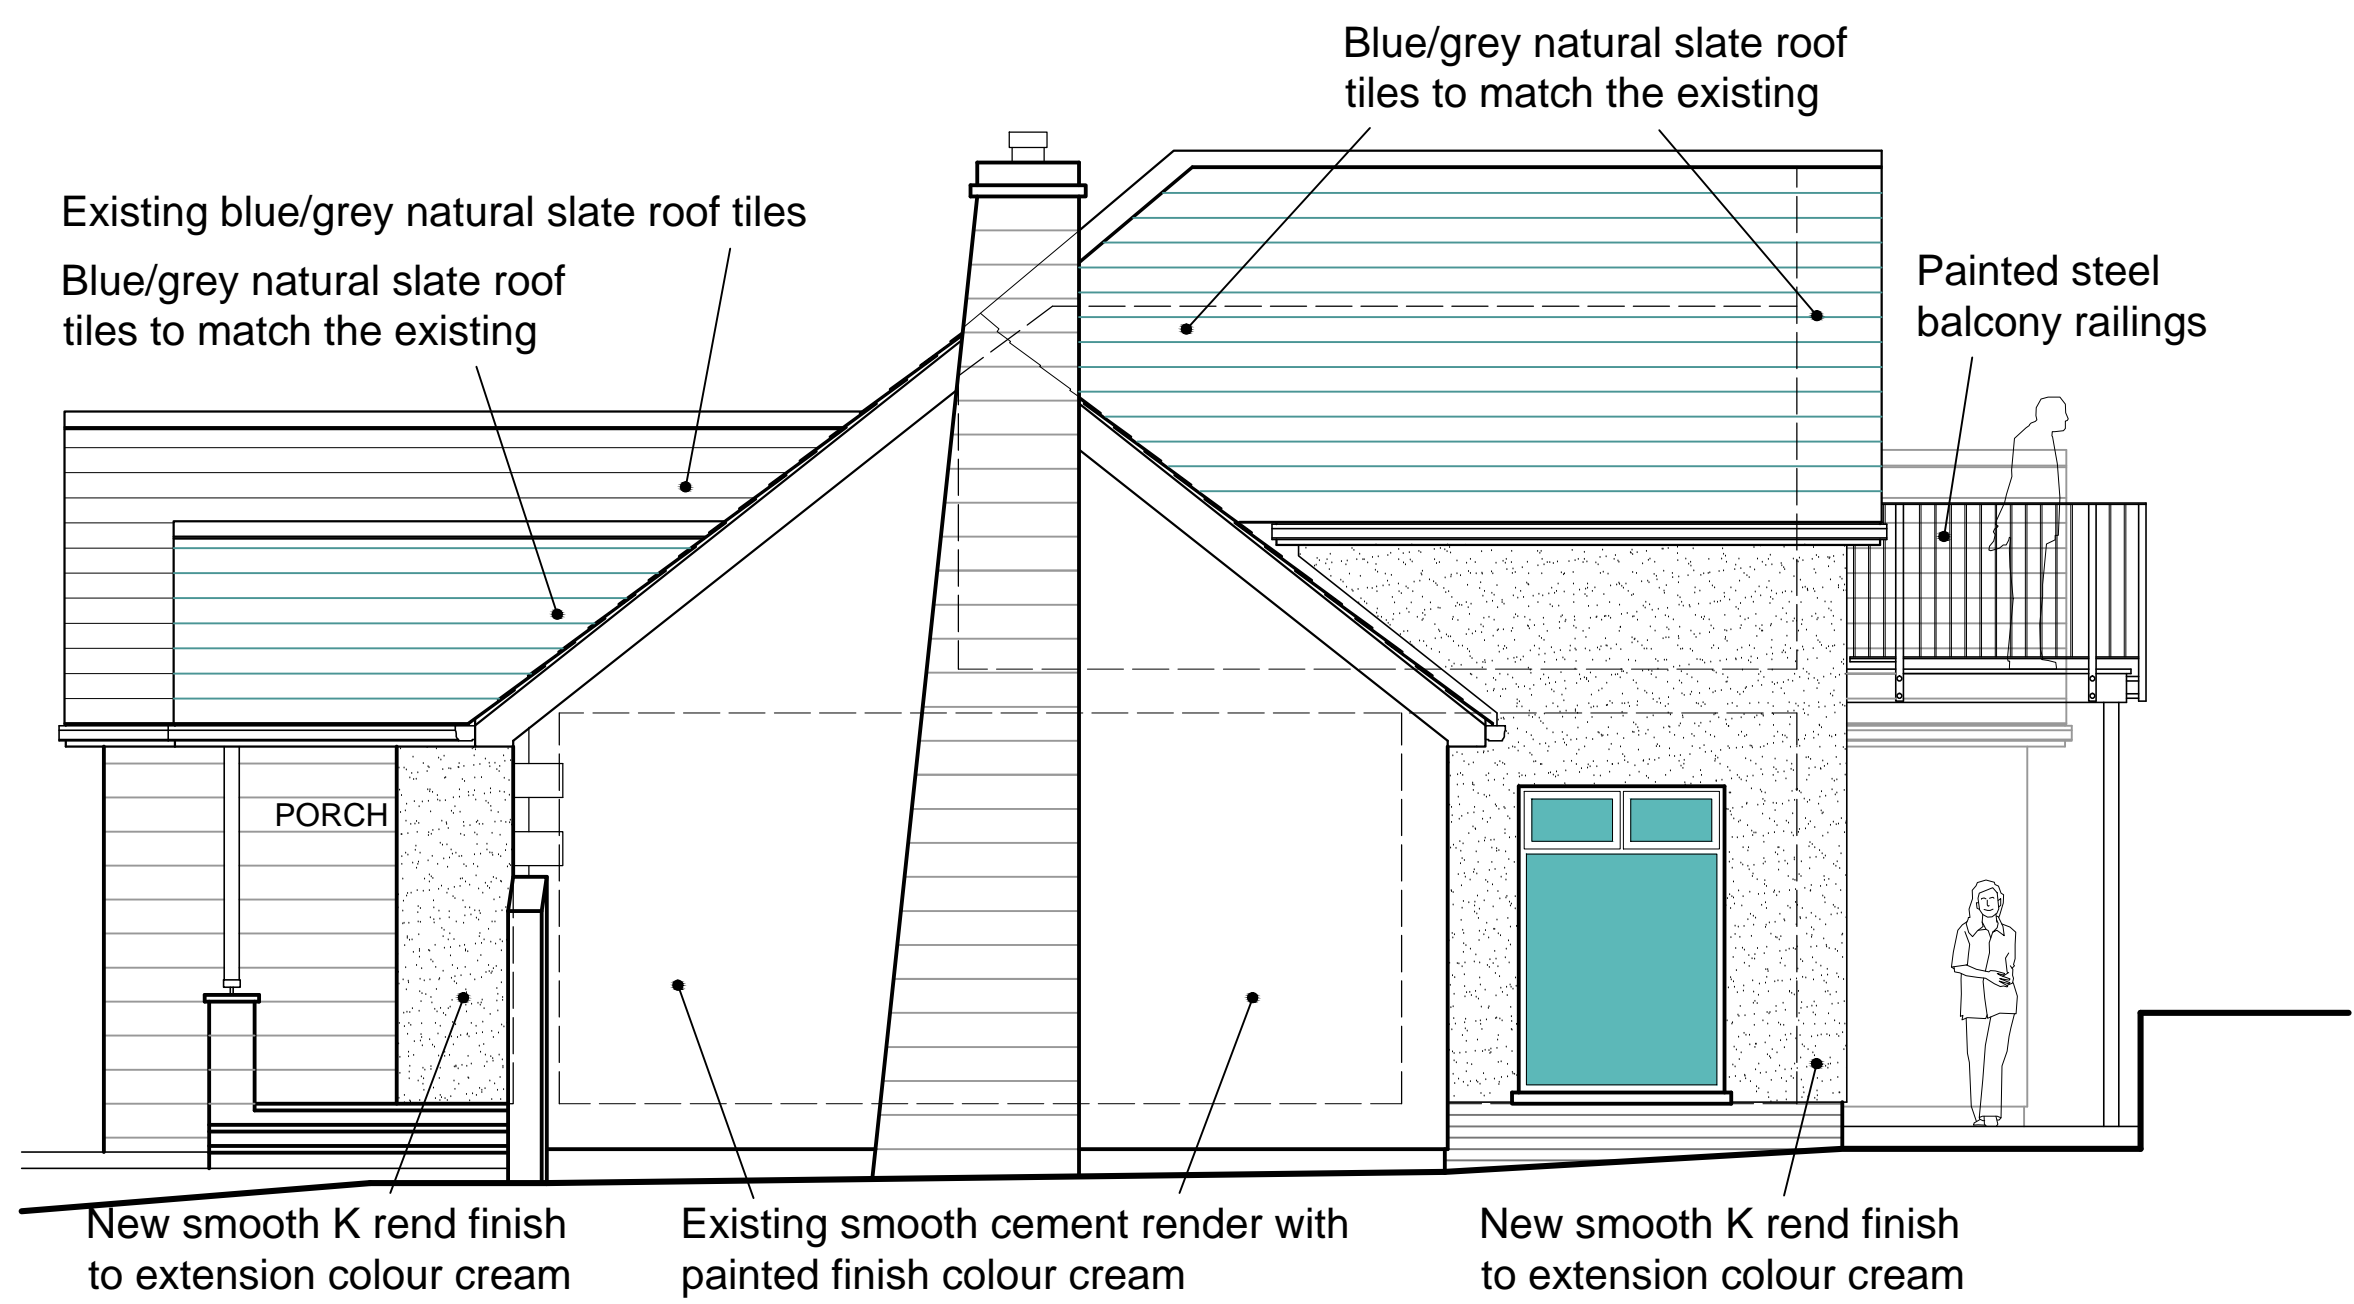 Blue/grey natural slate roof
tiles to match the existing
Existing blue/grey natural slate roof tiles
Blue/grey natural slate roof
tiles to match the existing
Painted steel
balcony railings
PORCH
New smooth K rend finish
to extension colour cream
Existing smooth cement render with
painted finish colour cream
New smooth K rend finish
to extension colour cream